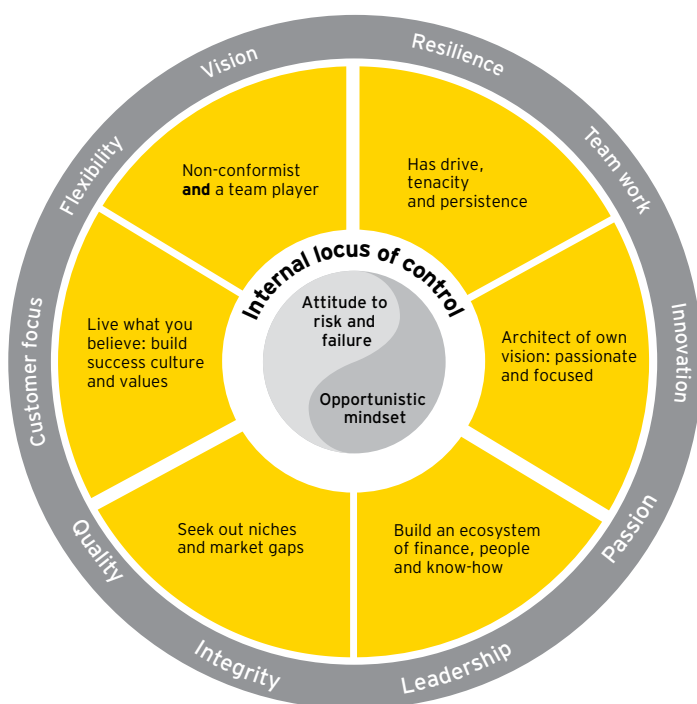 Vision
Resilience
Team work
Innovation
Passion
Leadership
Integrity
Quality
Customer focus
Flexibility
Non-conformist
and a team player
Has drive,
tenacity
and persistence
Architect of own
vision: passionate
and focused
Build an ecosystem
of finance, people
and know-how
Seek out niches
and market gaps
Live what you
believe: build
success culture
and values
Internal locus of control
Attitude to
risk and
failure
Opportunistic
mindset